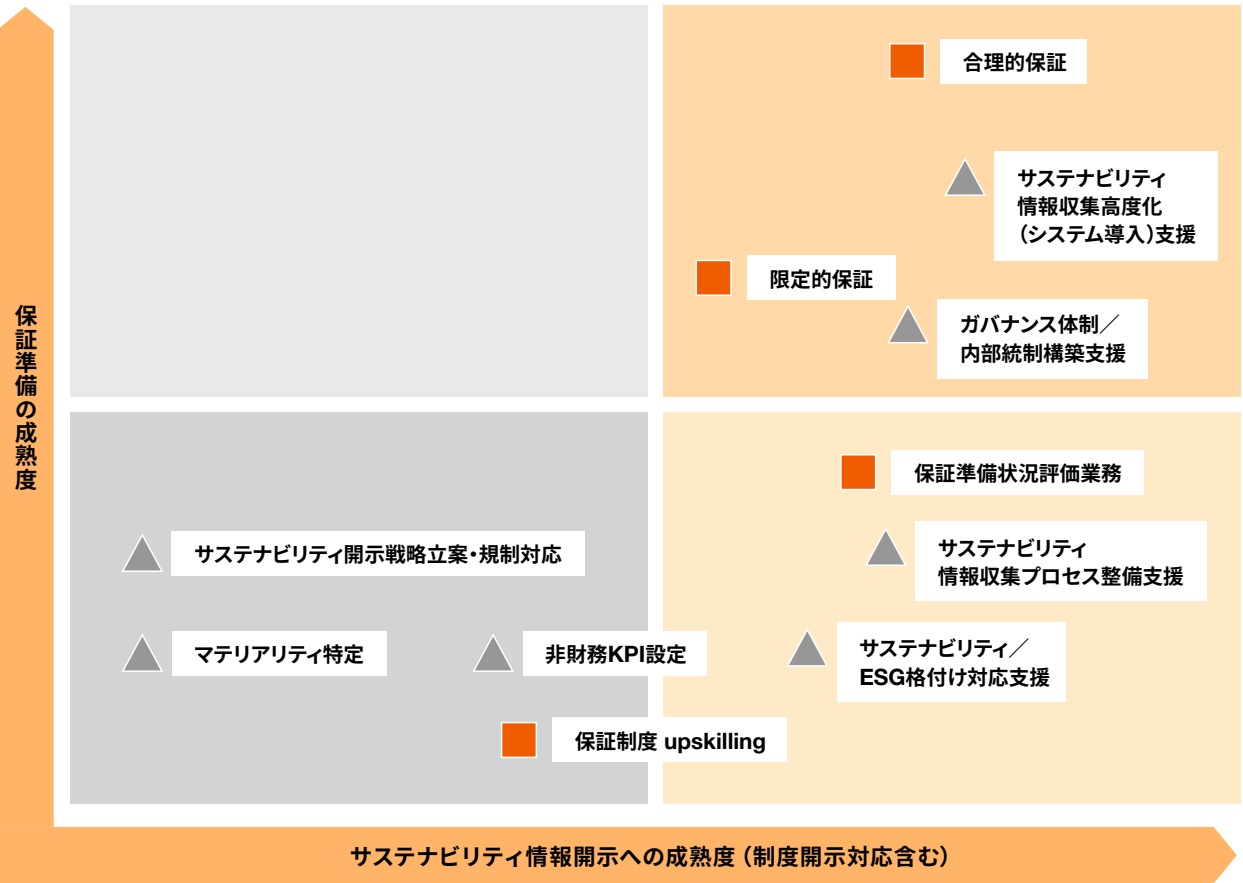 保証準備の成熟度
合理的保証
サステナビリティ
情報収集高度化
(システム導入)支援
限定的保証
ガバナンス体制/
内部統制構築支援
保証準備状況評価業務
サステナビリティ
情報収集プロセス整備支援
サステナビリティ開示戦略立案・規制対応
マテリアリティ特定
非財務KPI設定
サステナビリティ/
ESG格付け対応支援
保証制度 upskilling
サステナビリティ情報開示への成熟度(制度開示対応含む)